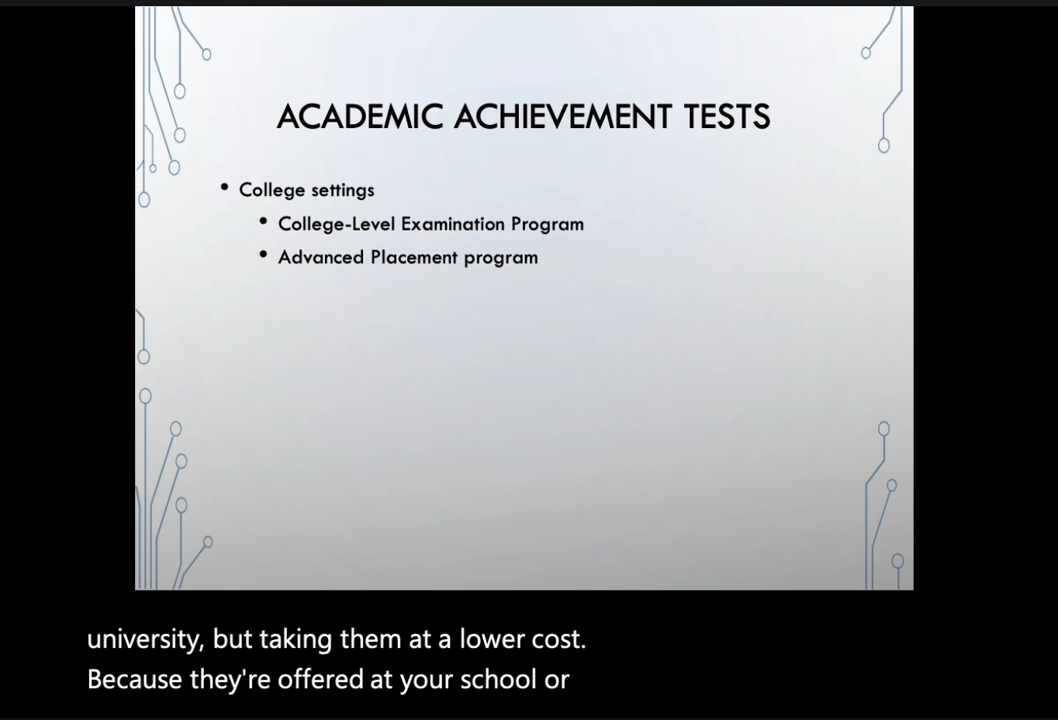 ACADEMIC ACHIEVEMENT TESTS
• College settings
• College-Level Examination Program
• Advanced Placement program
university, but taking them at a lower cost.
Because they're offered at your school or